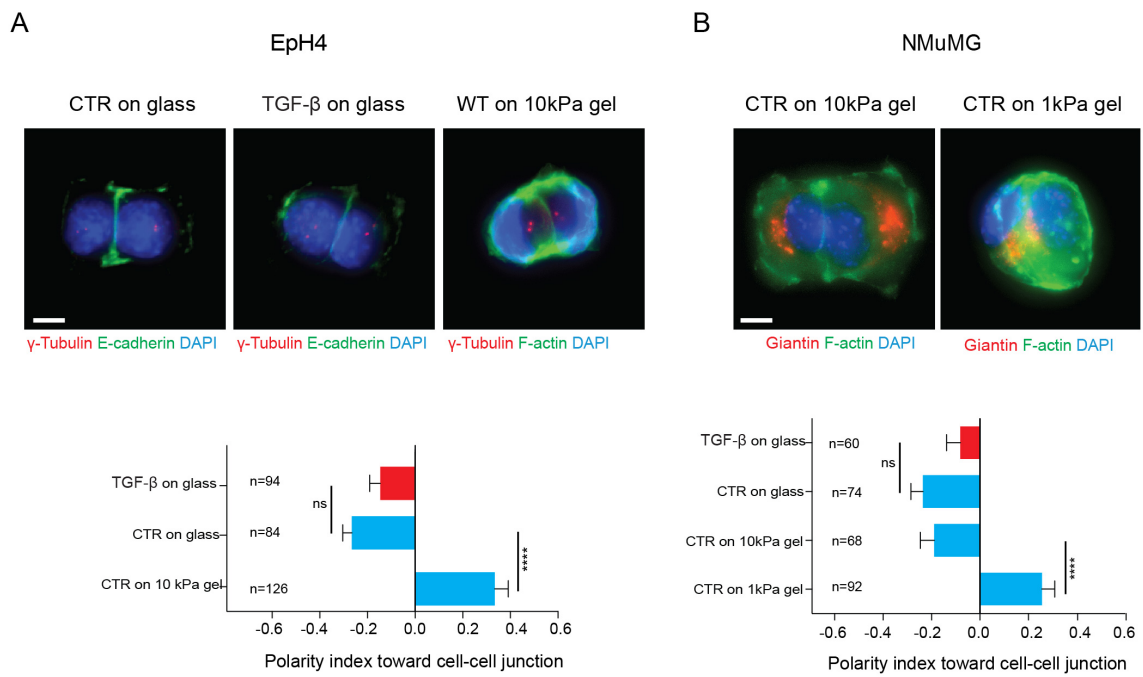 A
EpH4
CTR on glass
TGF-β on glass
WT on 10kPa gel
γ-Tubulin E-cadherin DAPI
γ-Tubulin E-cadherin DAPI
γ-Tubulin F-actin DAPI
TGF-β on glass
n=94
ns
CTR on glass
n=84
****
CTR on 10 kPa gel
n=126
-0.6 -0.4 -0.2 0.0 0.2 0.4 0.6
Polarity index toward cell-cell junction
B
NMuMG
CTR on 10kPa gel
CTR on 1kPa gel
Giantin F-actin DAPI
Giantin F-actin DAPI
TGF-β on glass
n=60
ns
CTR on glass
n=74
CTR on 10kPa gel
n=68
****
CTR on 1kPa gel
n=92
-0.6 -0.4 -0.2 0.0 0.2 0.4 0.6
Polarity index toward cell-cell junction